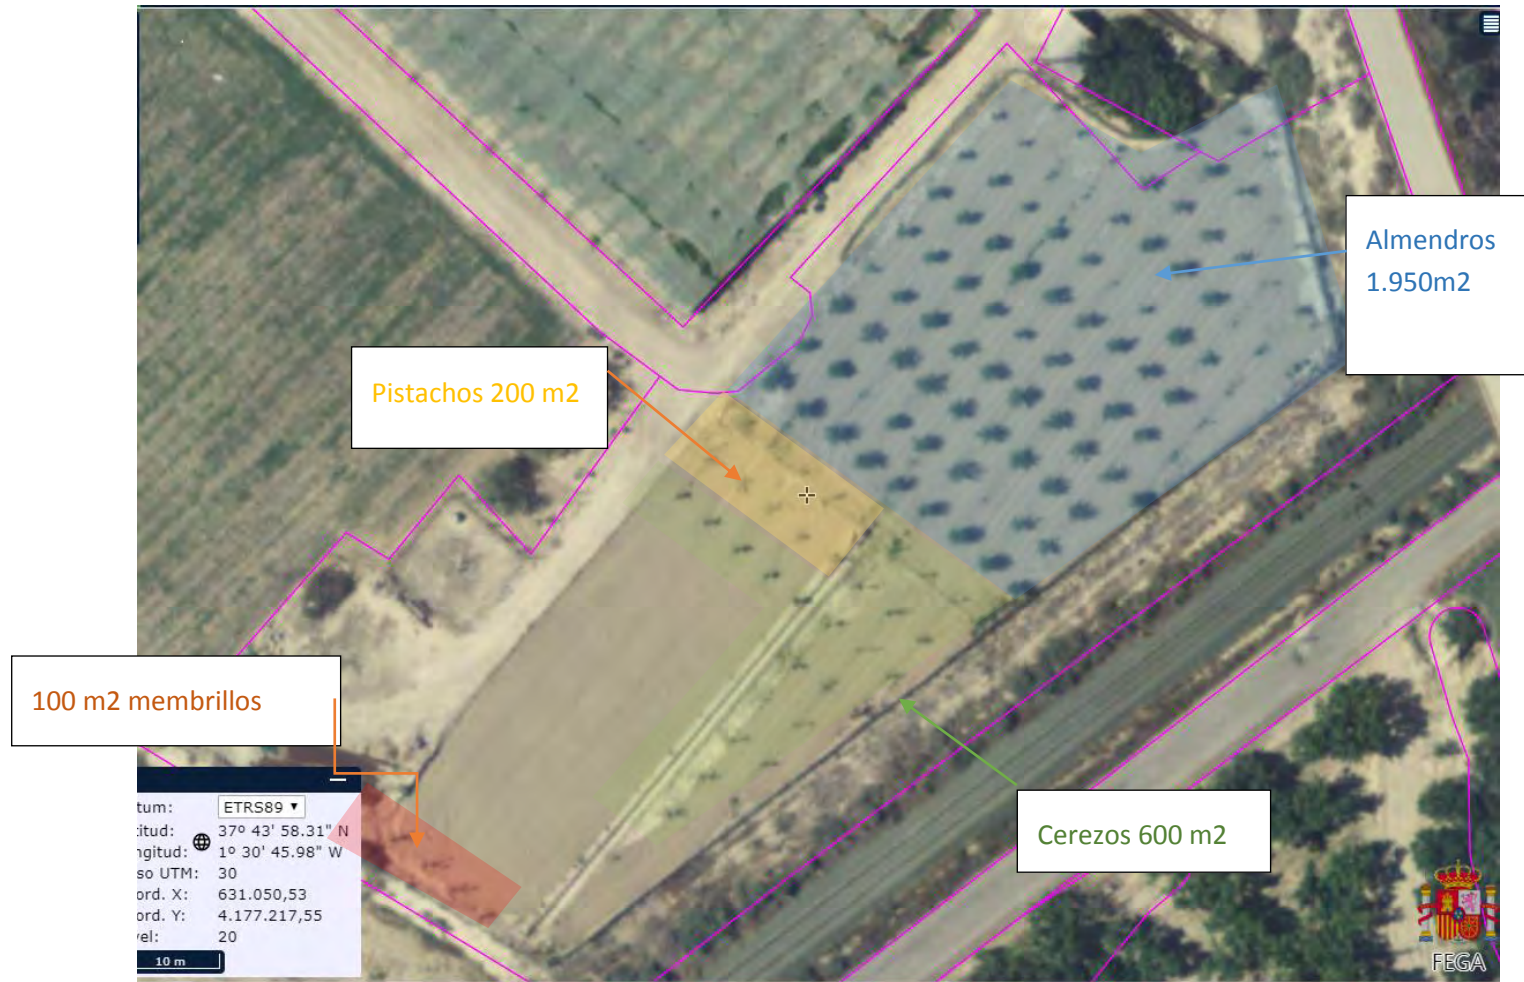 Almendros
1.950m2
Pistachos 200 m2
100 m2 membrillos
Cerezos 600 m2
tum: ETRS89
titud: 37º 43' 58.31" N
ngitud: 1º 30' 45.98" W
so UTM: 30
ord. X: 631.050,53
ord. Y: 4.177.217,55
vel: 20
10 m
FEGA